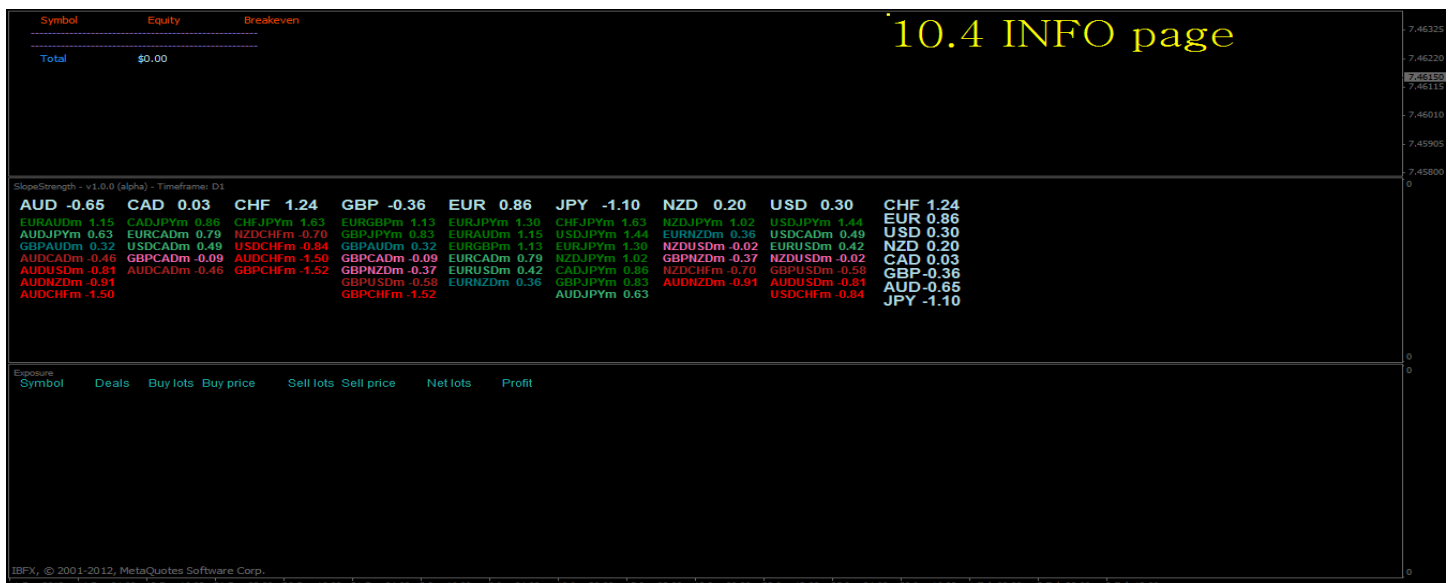 Symbol Equity Breakeven
------------------------------------------------------
------------------------------------------------------
Total $0.00
10.4 INFO page
7.46325
7.46220
7.46150
7.46115
7.46010
7.45905
7.45800
SlopeStrength - v1.0.0 (alpha) - Timeframe: D1
0
AUD -0.65 CAD 0.03 CHF 1.24 GBP -0.36 EUR 0.86 JPY -1.10 NZD 0.20 USD 0.30 CHF 1.24
EURAUDm 1.15 CADJPYm 0.86 CHFJPYm 1.63 EURGBPm 1.13 EURJPYm 1.30 CHFJPYm 1.63 NZDJPYm 1.02 USDJPYm 1.44 EUR 0.86
AUDJPYm 0.63 EURCADm 0.79 NZDCHFm -0.70 GBPJPYm 0.83 EURAUDm 1.15 USDJPYm 1.44 EURNZDm 0.36 USDCADm 0.49 USD 0.30
GBPAUDm 0.32 USDCADm 0.49 USDCHFm -0.84 GBPAUDm 0.32 EURGBPm 1.13 EURJPYm 1.30 NZDUSDm -0.02 EURUSDm 0.42 NZD 0.20
AUDCADm -0.46 GBPCADm -0.09 AUDCHFm -1.50 GBPCADm -0.09 EURCADm 0.79 NZDJPYm 1.02 GBPNZDm -0.37 NZDUSDm -0.02 CAD 0.03
AUDUSDm -0.81 AUDCADm -0.46 GBPCHFm -1.52 GBPNZDm -0.37 EURUSDm 0.42 CADJPYm 0.86 NZDCHFm -0.70 GBPUSDm -0.58 GBP-0.36
AUDNZDm -0.91 GBPUSDm -0.58 EURNZDm 0.36 GBPJPYm 0.83 AUDNZDm -0.91 AUDUSDm -0.81 AUD-0.65
AUDCHFm -1.50 GBPCHFm -1.52 AUDJPYm 0.63 USDCHFm -0.84 JPY -1.10
0
Exposure
0
Symbol Deals Buy lots Buy price Sell lots Sell price Net lots Profit
IBFX, © 2001-2012, MetaQuotes Software Corp.
0